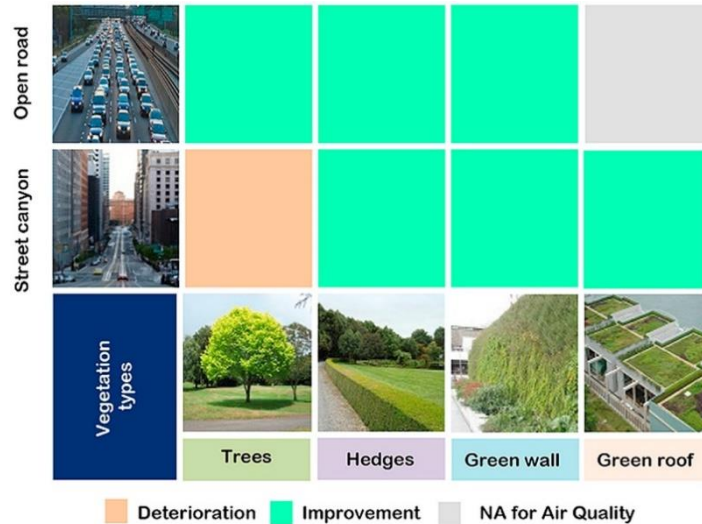 Open road
Street canyon
Vegetation
types
Trees
Hedges
Green wall
Green roof
Deterioration
Improvement
NA for Air Quality